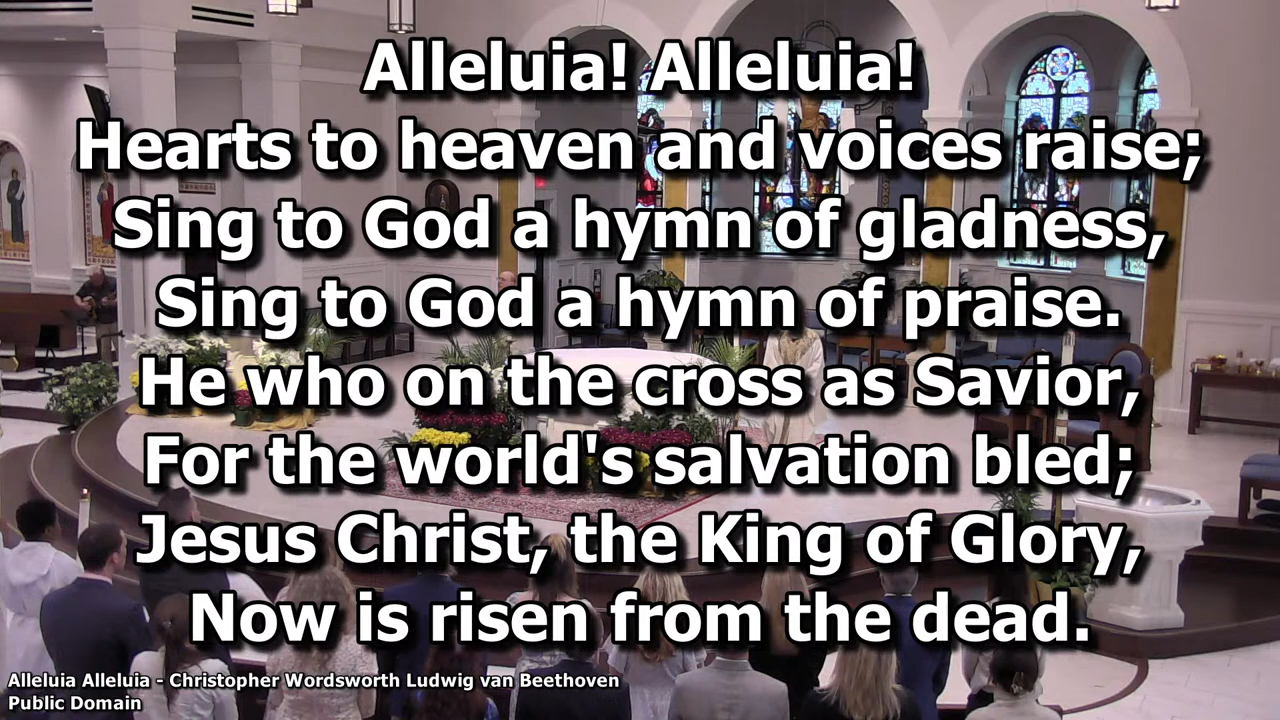 Alleluia! Alleluia!
Hearts to heaven and voices raise;
Sing to God a hymn of gladness,
Sing to God a hymn of praise.
He who on the cross as Savior,
For the world's salvation bled;
Jesus Christ, the King of Glory,
Now is risen from the dead.
Alleluia Alleluia - Christopher Wordsworth Ludwig van Beethoven
Public Domain